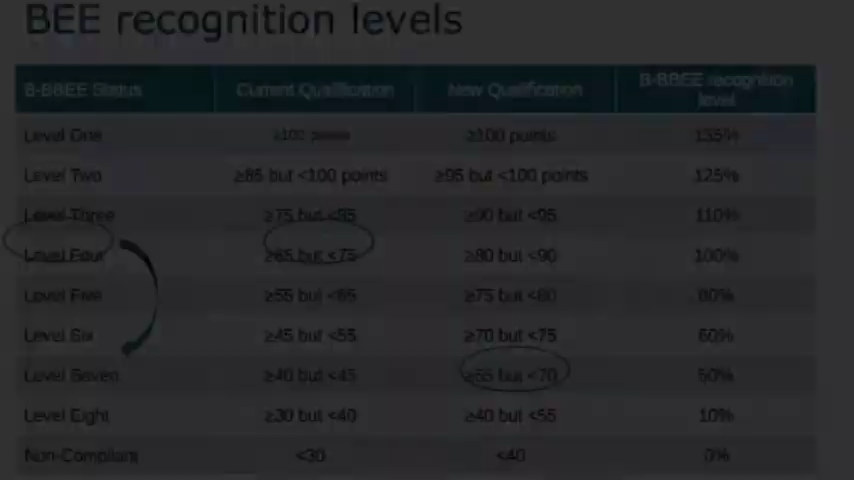 BEE recognition levels
B-BBEE Status Current Qualification New Qualification B-BBEE recognition level
Level One ≥100 points ≥100 points 135%
Level Two ≥85 but <100 points ≥95 but <100 points 125%
Level Three ≥75 but <85 ≥90 but <95 110%
Level Four ≥65 but <75 ≥80 but <90 100%
Level Five ≥55 but <65 ≥75 but <80 80%
Level Six ≥45 but <55 ≥70 but <75 60%
Level Seven ≥40 but <45 ≥55 but <70 50%
Level Eight ≥30 but <40 ≥40 but <55 10%
Non-Compliant <30 <40 0%